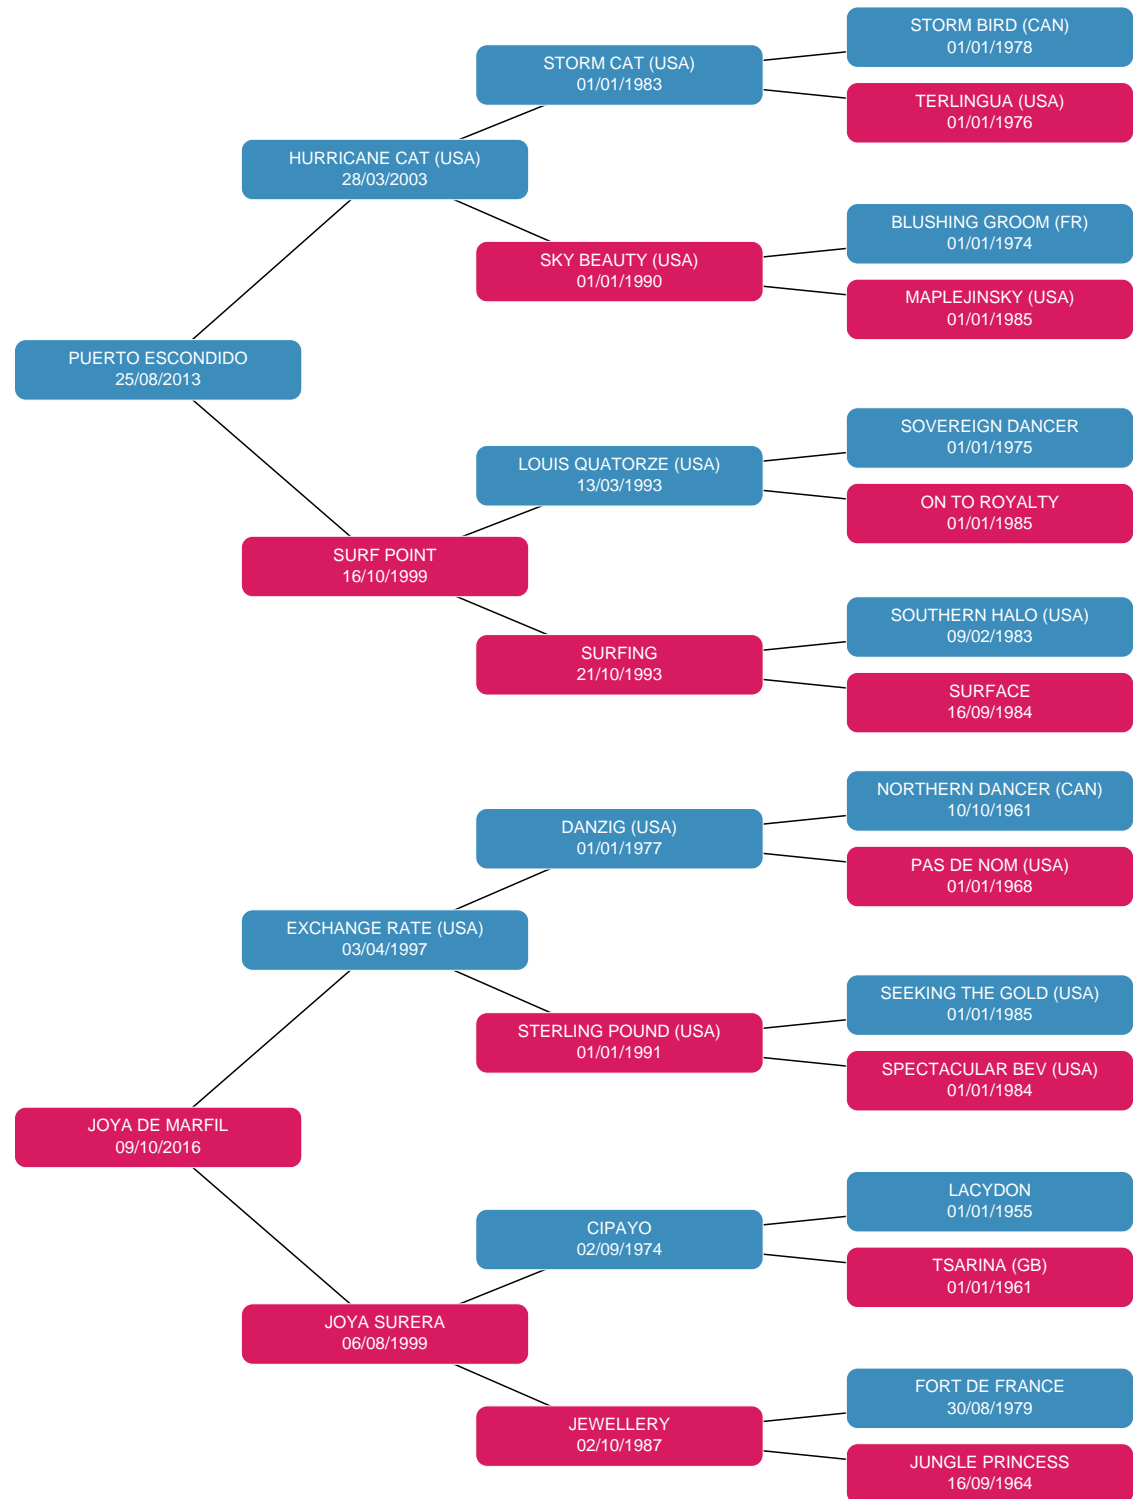 STORM BIRD (CAN)
01/01/1978
STORM CAT (USA)
01/01/1983
TERLINGUA (USA)
01/01/1976
HURRICANE CAT (USA)
28/03/2003
BLUSHING GROOM (FR)
01/01/1974
SKY BEAUTY (USA)
01/01/1990
MAPLEJINSKY (USA)
01/01/1985
PUERTO ESCONDIDO
25/08/2013
SOVEREIGN DANCER
01/01/1975
LOUIS QUATORZE (USA)
13/03/1993
ON TO ROYALTY
01/01/1985
SURF POINT
16/10/1999
SOUTHERN HALO (USA)
09/02/1983
SURFING
21/10/1993
SURFACE
16/09/1984
NORTHERN DANCER (CAN)
10/10/1961
DANZIG (USA)
01/01/1977
PAS DE NOM (USA)
01/01/1968
EXCHANGE RATE (USA)
03/04/1997
SEEKING THE GOLD (USA)
01/01/1985
STERLING POUND (USA)
01/01/1991
SPECTACULAR BEV (USA)
01/01/1984
JOYA DE MARFIL
09/10/2016
LACYDON
01/01/1955
CIPAYO
02/09/1974
TSARINA (GB)
01/01/1961
JOYA SURERA
06/08/1999
FORT DE FRANCE
30/08/1979
JEWELLERY
02/10/1987
JUNGLE PRINCESS
16/09/1964